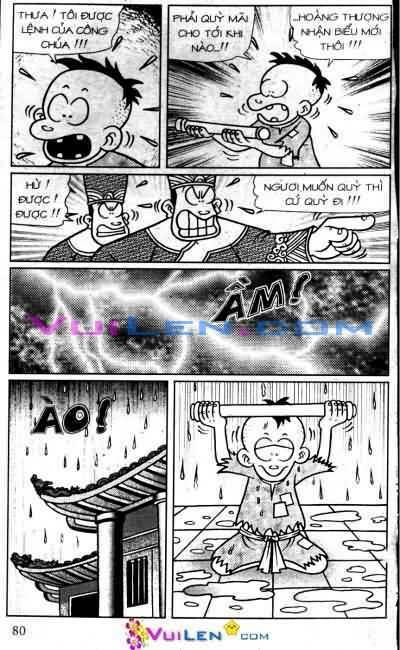 THƯA ! TÔI ĐƯỢC
LỆNH CỦA CÔNG
CHÚA !!!
PHẢI QUỲ MÃI
CHO TỚI KHI
NÀO...!!
...HOÀNG THƯỢNG
NHẬN BIỂU MỚI
THÔI !!!
HỪ !
ĐƯỢC !
ĐƯỢC !!
NGƯƠI MUỐN QUỲ THÌ
CỨ QUỲ ĐI !!!
ẦM!
VUILEN.COM
ÀO!
80
VUILEN.COM